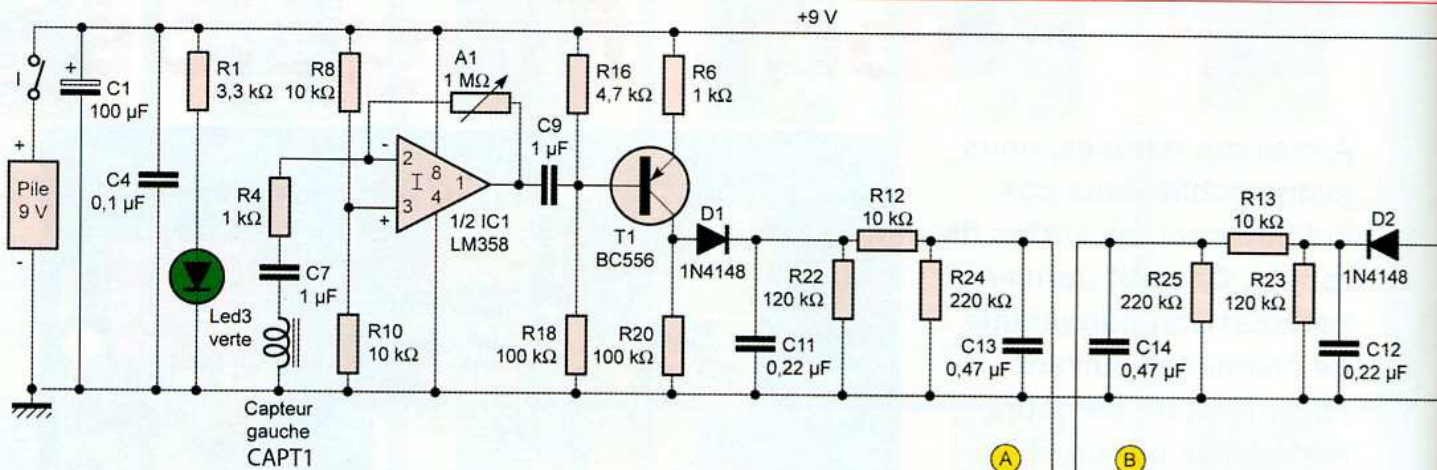 +9 V
I
+
Pile
9 V
-
+
C1
100 µF
C4
0,1 µF
R1
3,3 kΩ
Led3
verte
R8
10 kΩ
A1
1 MΩ
R4
1 kΩ
C7
1 µF
Capteur
gauche
CAPT1
R10
10 kΩ
-
2
8
I
1
3
4
+
1/2 IC1
LM358
C9
1 µF
R16
4,7 kΩ
R18
100 kΩ
R6
1 kΩ
T1
BC556
R20
100 kΩ
D1
1N4148
C11
0,22 µF
R22
120 kΩ
R12
10 kΩ
R24
220 kΩ
C13
0,47 µF
A
B
C14
0,47 µF
R25
220 kΩ
R13
10 kΩ
R23
120 kΩ
D2
1N4148
C12
0,22 µF